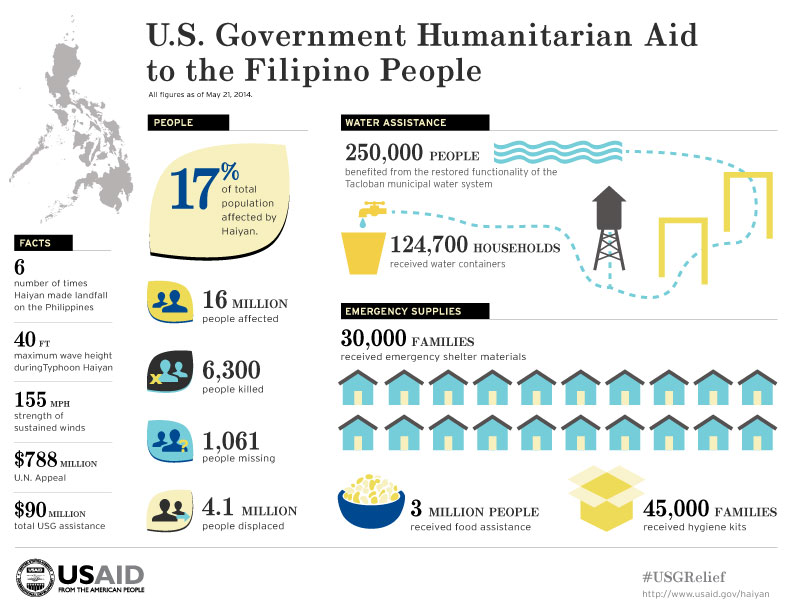 U.S. Government Humanitarian Aid
to the Filipino People
All figures as of May 21, 2014.
FACTS
6
number of times
Haiyan made landfall
on the Philippines
40 FT
maximum wave height
duringTyphoon Haiyan
155 MPH
strength of
sustained winds
$788 MILLION
U.N. Appeal
$90 MILLION
total USG assistance
PEOPLE
17%
of total
population
affected by
Haiyan.
16 MILLION
people affected
6,300
people killed
1,061
people missing
4.1 MILLION
people displaced
WATER ASSISTANCE
250,000 PEOPLE
benefited from the restored functionality of the
Tacloban municipal water system
124,700 HOUSEHOLDS
received water containers
EMERGENCY SUPPLIES
30,000 FAMILIES
received emergency shelter materials
3 MILLION PEOPLE
received food assistance
45,000 FAMILIES
received hygiene kits
USAID
FROM THE AMERICAN PEOPLE
#USGRelief
http://www.usaid.gov/haiyan